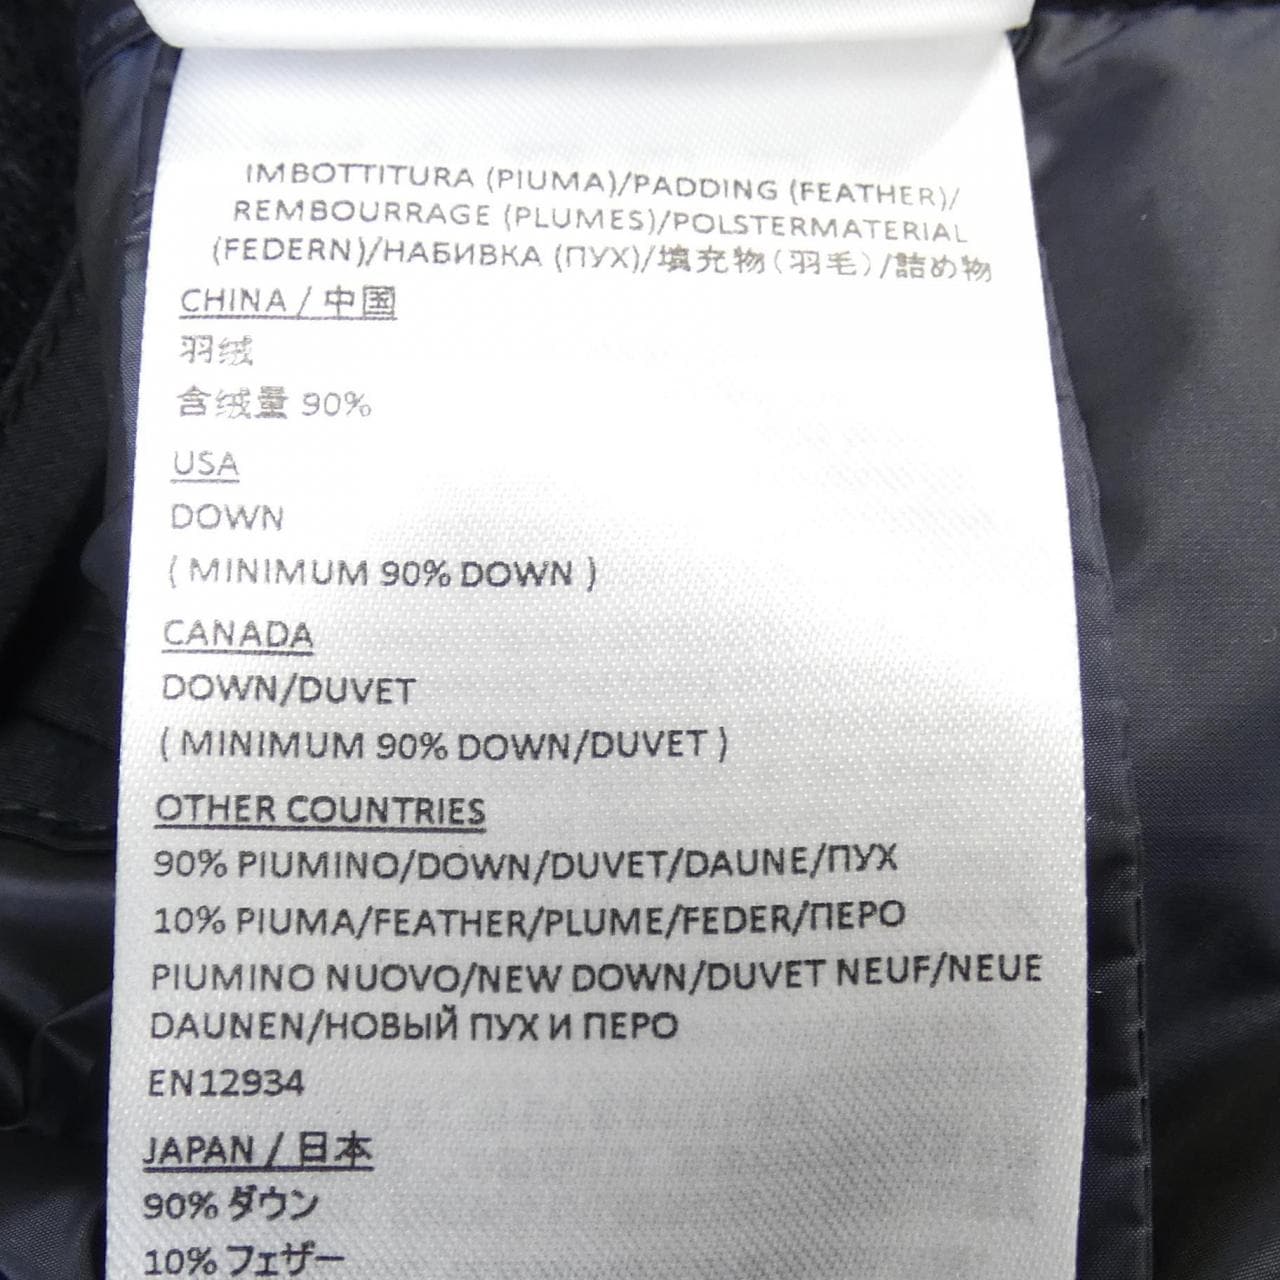 IMBOTTITURA (PIUMA)/PADDING (FEATHER)/
REMBOURRAGE (PLUMES)/POLSTERMATERIAL
(FEDERN)/НАБИВКА (ПУХ)/填充物(羽毛)/詰め物
CHINA / 中国
羽绒
含绒量 90%
USA
DOWN
( MINIMUM 90% DOWN )
CANADA
DOWN/DUVET
( MINIMUM 90% DOWN/DUVET )
OTHER COUNTRIES
90% PIUMINO/DOWN/DUVET/DAUNE/ПУХ
10% PIUMA/FEATHER/PLUME/FEDER/ПЕРО
PIUMINO NUOVO/NEW DOWN/DUVET NEUF/NEUE
DAUNEN/НОВЫЙ ПУХ И ПЕРО
EN12934
JAPAN / 日本
90% ダウン
10% フェザー